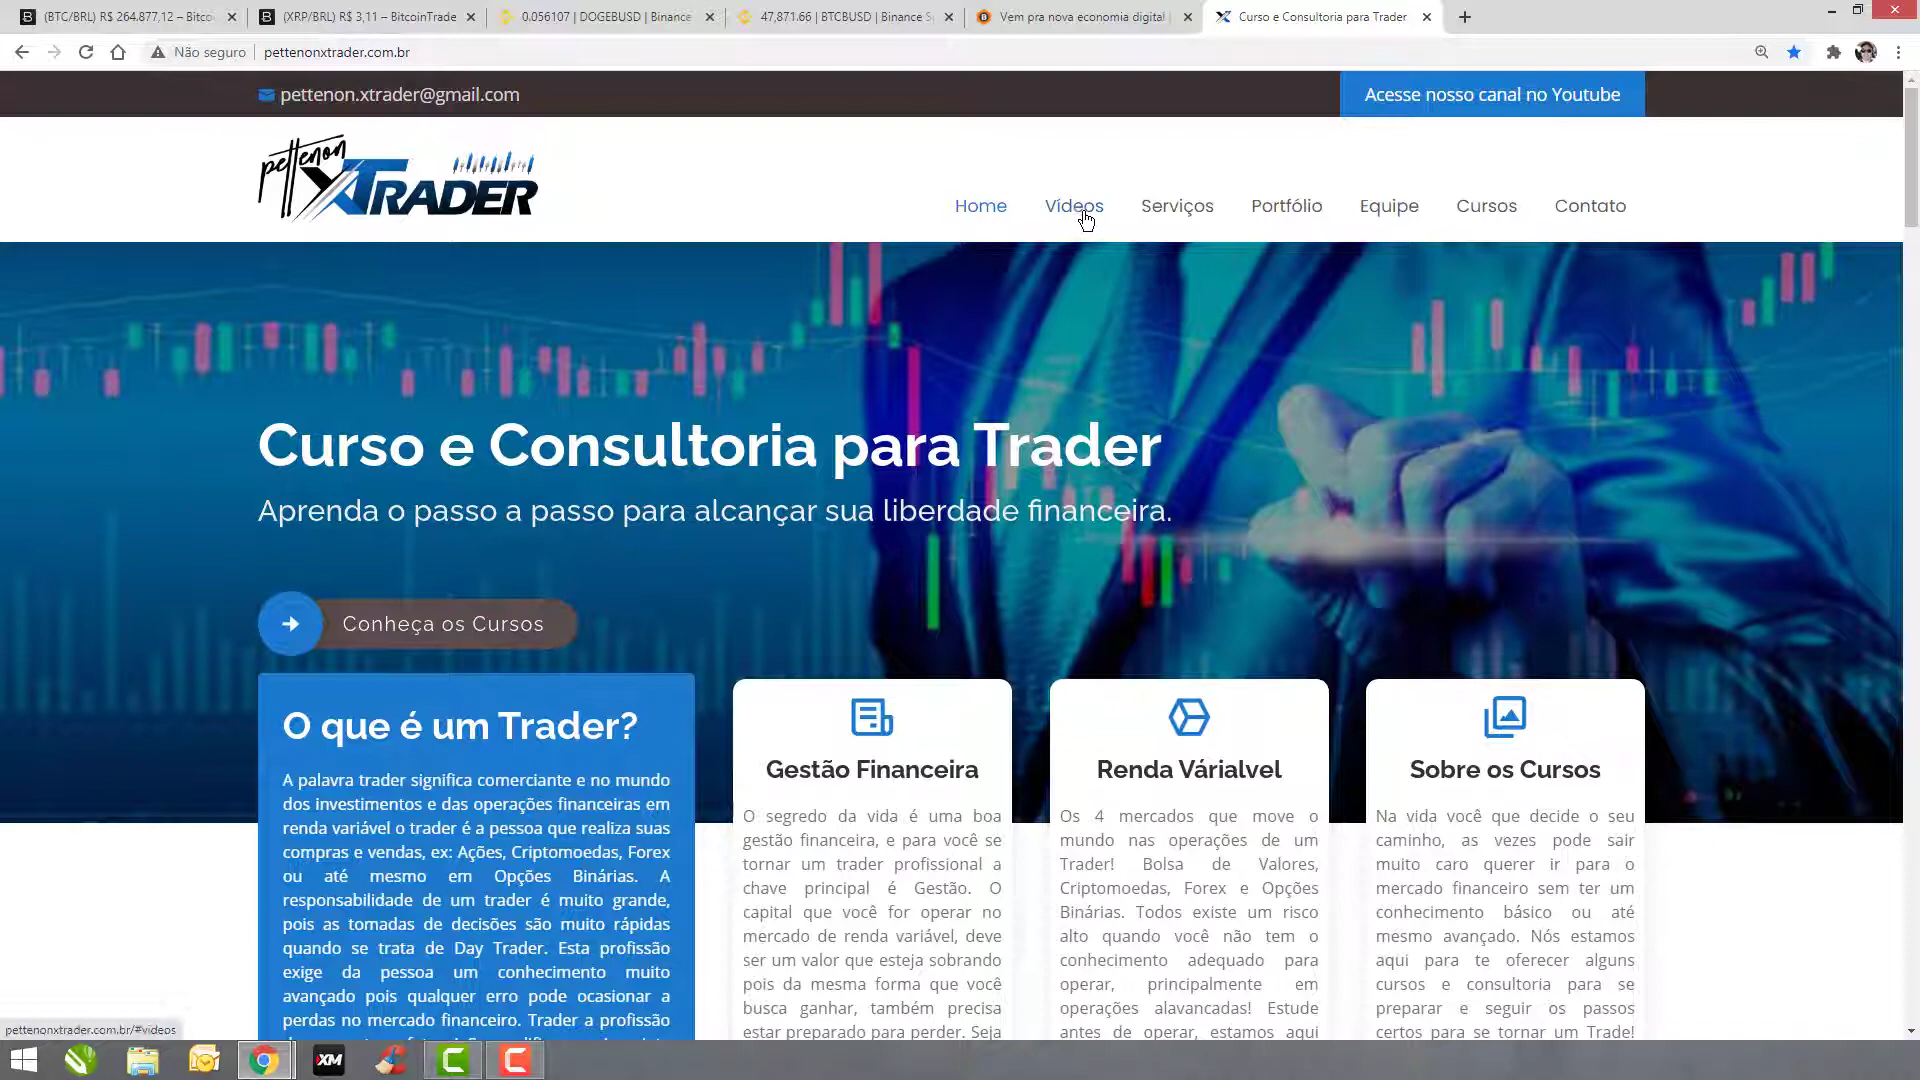 (BTC/BRL) R$ 264.877,12 – Bitco
(XRP/BRL) R$ 3,11 – BitcoinTrade
0.056107 | DOGEBUSD | Binance
47,871.66 | BTCBUSD | Binance S
Vem pra nova economia digital
Curso e Consultoria para Trader
Não seguro
pettenonxtrader.com.br
pettenon.xtrader@gmail.com
Acesse nosso canal no Youtube
pettenon
XTRADER
Home
Vídeos
Serviços
Portfólio
Equipe
Cursos
Contato
Curso e Consultoria para Trader
Aprenda o passo a passo para alcançar sua liberdade financeira.
Conheça os Cursos
O que é um Trader?
A palavra trader significa comerciante e no mundo
dos investimentos e das operações financeiras em
renda variável o trader é a pessoa que realiza suas
compras e vendas, ex: Ações, Criptomoedas, Forex
ou até mesmo em Opções Binárias. A
responsabilidade de um trader é muito grande,
pois as tomadas de decisões são muito rápidas
quando se trata de Day Trader. Esta profissão
exige da pessoa um conhecimento muito
avançado pois qualquer erro pode ocasionar a
perdas no mercado financeiro. Trader a profissão
Gestão Financeira
O segredo da vida é uma boa
gestão financeira, e para você se
tornar um trader profissional a
chave principal é Gestão. O
capital que você for operar no
mercado de renda variável, deve
ser um valor que esteja sobrando
pois da mesma forma que você
busca ganhar, também precisa
estar preparado para perder. Seja
Renda Várialvel
Os 4 mercados que move o
mundo nas operações de um
Trader! Bolsa de Valores,
Criptomoedas, Forex e Opções
Binárias. Todos existe um risco
alto quando você não tem o
conhecimento adequado para
operar, principalmente em
operações alavancadas! Estude
antes de operar, estamos aqui
Sobre os Cursos
Na vida você que decide o seu
caminho, as vezes pode sair
muito caro querer ir para o
mercado financeiro sem ter um
conhecimento básico ou até
mesmo avançado. Nós estamos
aqui para te oferecer alguns
cursos e consultoria para se
preparar e seguir os passos
certos para se tornar um Trade!
pettenonxtrader.com.br/#videos
XM